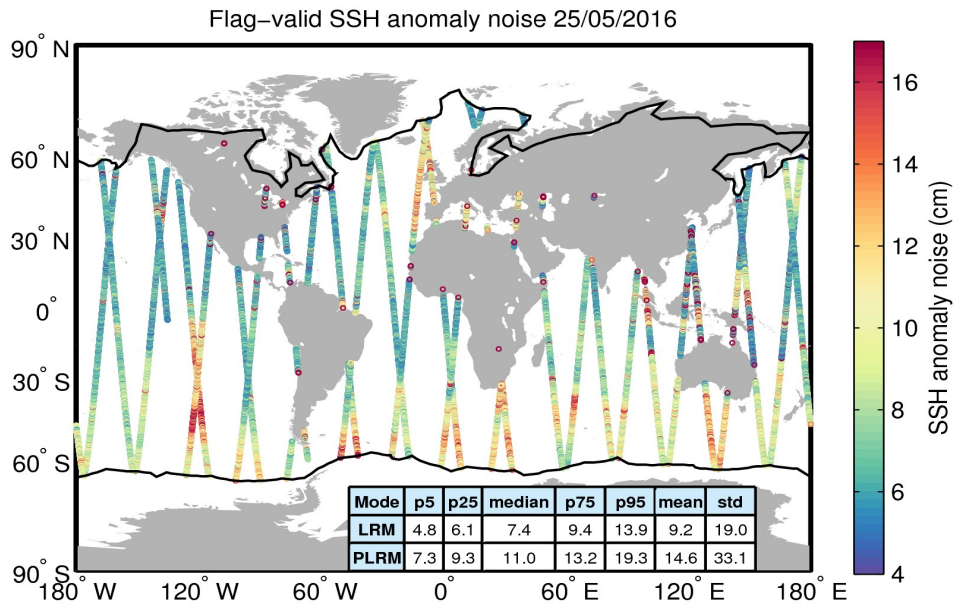 Flag-valid SSH anomaly noise 25/05/2016
90° N
60° N
30° N
0°
30° S
60° S
90° S
180° W
120° W
60° W
0°
60° E
120° E
180° E
Mode p5 p25 median p75 p95 mean std
LRM 4.8 6.1 7.4 9.4 13.9 9.2 19.0
PLRM 7.3 9.3 11.0 13.2 19.3 14.6 33.1
16
14
12
10
8
6
4
SSH anomaly noise (cm)